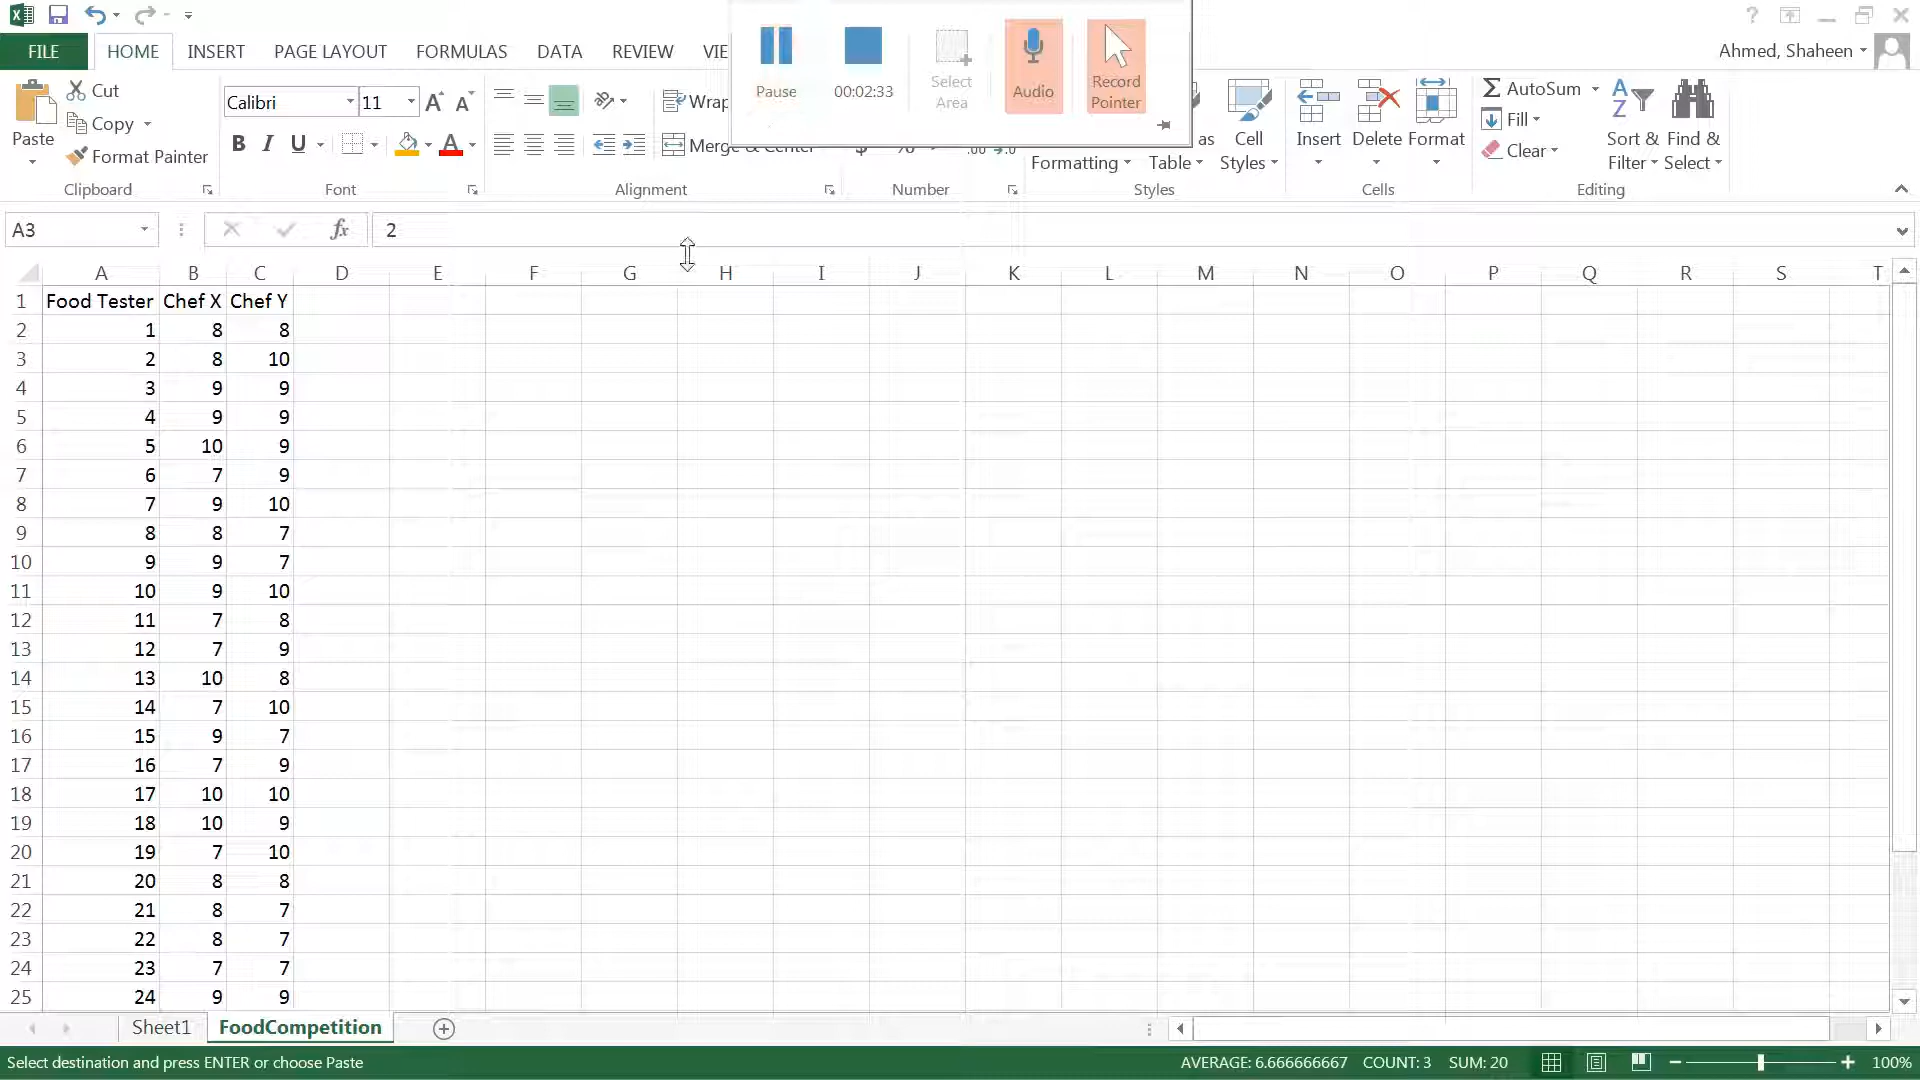 FILE HOME INSERT PAGE LAYOUT FORMULAS DATA REVIEW VIE
Ahmed, Shaheen
Pause 00:02:33 Select Area Audio Record Pointer
Paste Cut Copy Format Painter
Calibri 11
B I U A
Wrap
Merge & Center
as
Formatting Table
Cell Styles
Insert Delete Format
AutoSum Fill Clear
Sort & Filter Find & Select
Clipboard Font Alignment Number Styles Cells Editing
A3 fx 2
A B C D E F G H I J K L M N O P Q R S T
1 Food Tester Chef X Chef Y
2 1 8 8
3 2 8 10
4 3 9 9
5 4 9 9
6 5 10 9
7 6 7 9
8 7 9 10
9 8 8 7
10 9 9 7
11 10 9 10
12 11 7 8
13 12 7 9
14 13 10 8
15 14 7 10
16 15 9 7
17 16 7 9
18 17 10 10
19 18 10 9
20 19 7 10
21 20 8 8
22 21 8 7
23 22 8 7
24 23 7 7
25 24 9 9
Sheet1 FoodCompetition
Select destination and press ENTER or choose Paste AVERAGE: 6.666666667 COUNT: 3 SUM: 20 100%